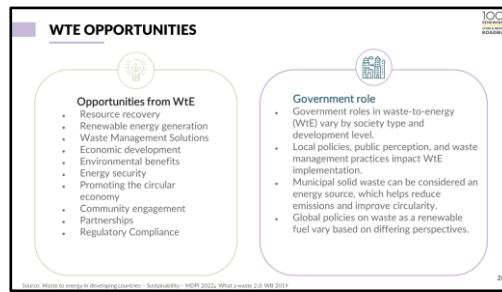 WTE OPPORTUNITIES
100%
RENEWABLE
ROADMAP
Opportunities from WtE
• Resource recovery
• Renewable energy generation
• Waste Management Solutions
• Economic development
• Environmental benefits
• Energy security
• Promoting the circular
economy
• Community engagement
• Partnerships
• Regulatory Compliance
Government role
• Government roles in waste-to-energy
(WtE) vary by society type and
development level.
• Local policies, public perception, and waste
management practices impact WtE
implementation.
• Municipal solid waste can be considered an
energy source, which helps reduce
emissions and improve circularity.
• Global policies on waste as a renewable
fuel vary based on differing perspectives.
Source: Waste to energy in developing countries – Sustainability – MDPI 2022, What a waste 2.0: WB 2019